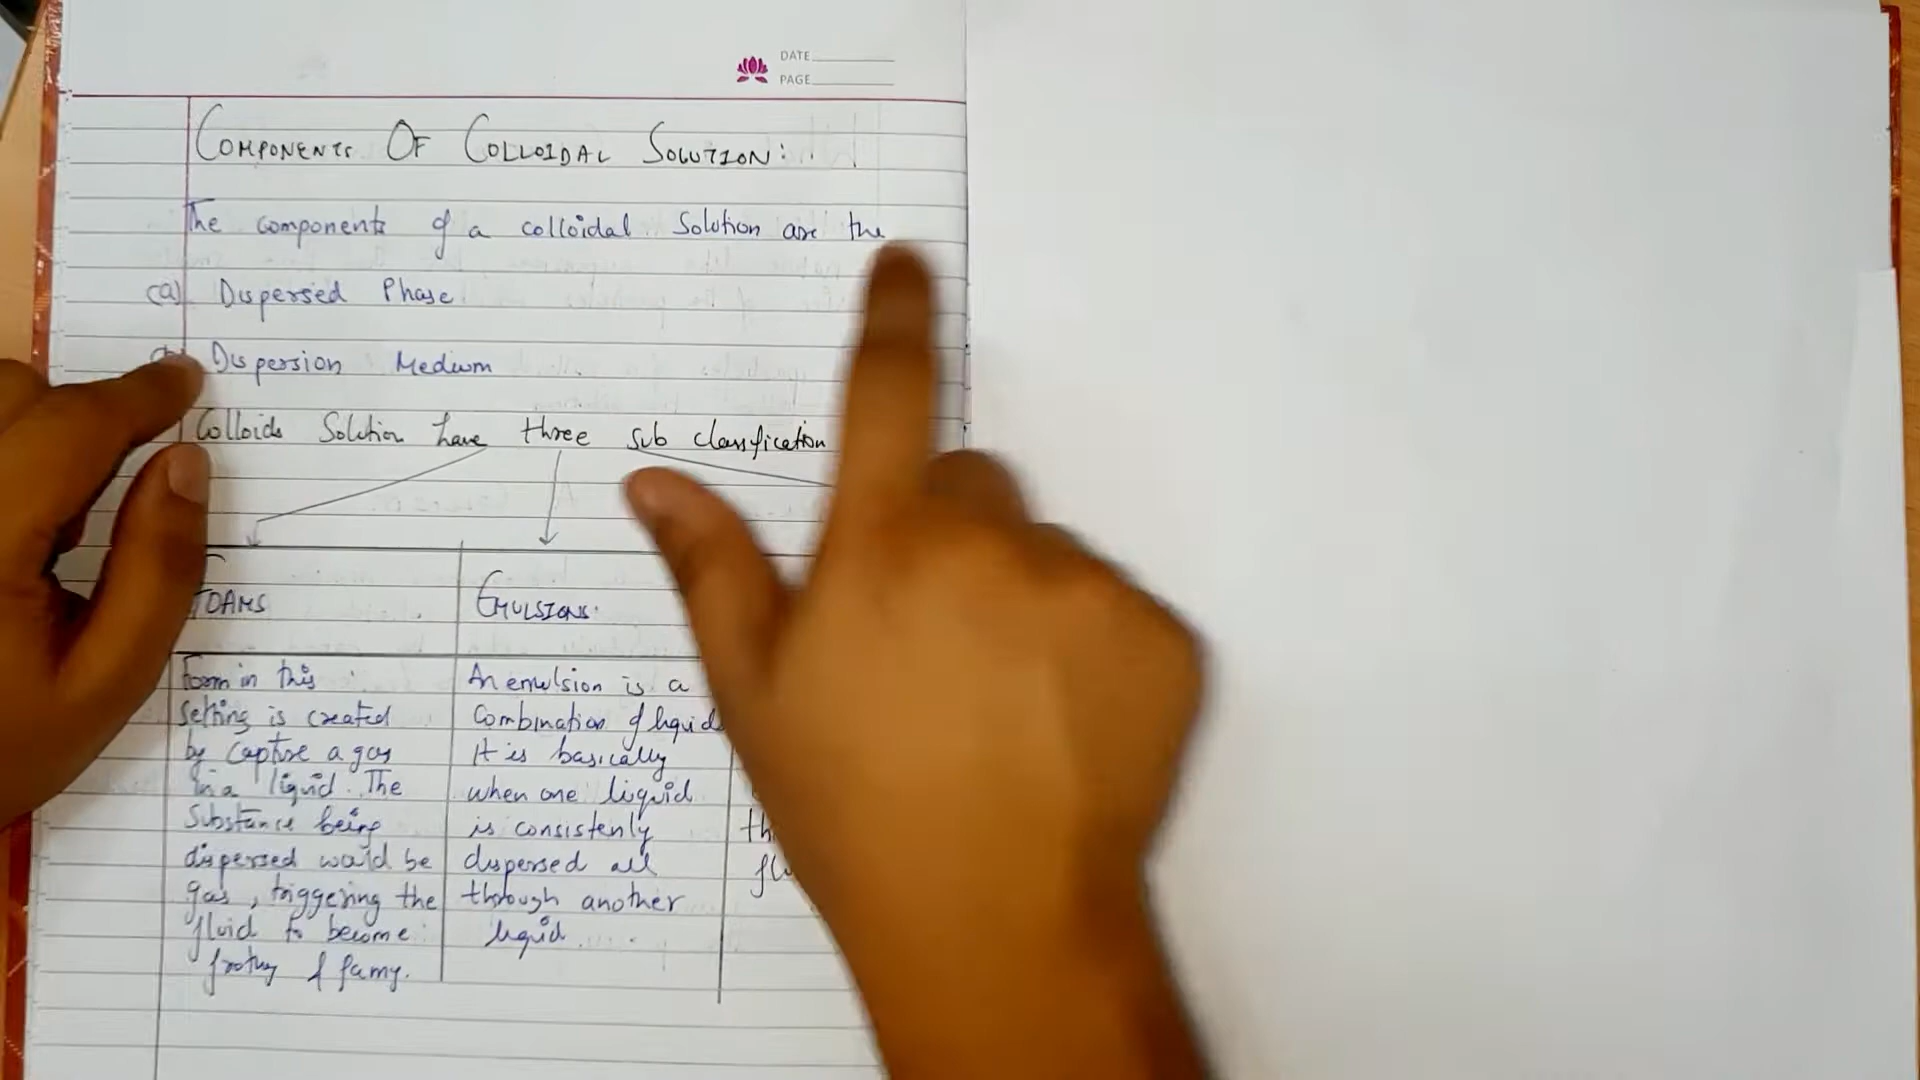 DATE
PAGE
COMPONENTS OF COLLOIDAL SOLUTION:
The components of a colloidal Solution are the
(a) Dispersed Phase
Dispersion Medium
Colloids Solution have three sub classification
FOAMS
EMULSIONS.
in this
setting is created
by capture a gas
in a liquid. The
Substance being
dispersed would be
gas, triggering the
fluid to become
frothy & famy.
An emulsion is a
Combination of liquid
It is basically
when one liquid
is consistenly
dispersed all
through another
liquid